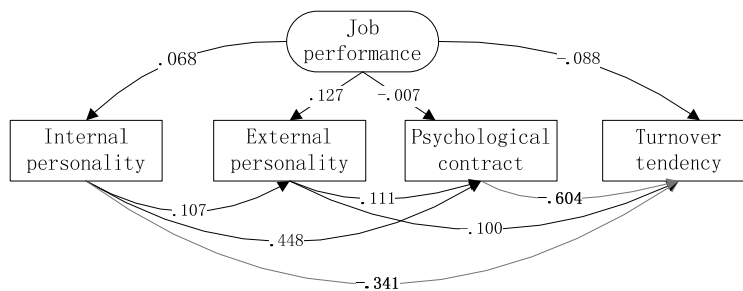 Job
performance
.068
-.088
.127
-.007
Internal
personality
External
personality
Psychological
contract
Turnover
tendency
.107
.111
-.604
.448
-.100
-.341